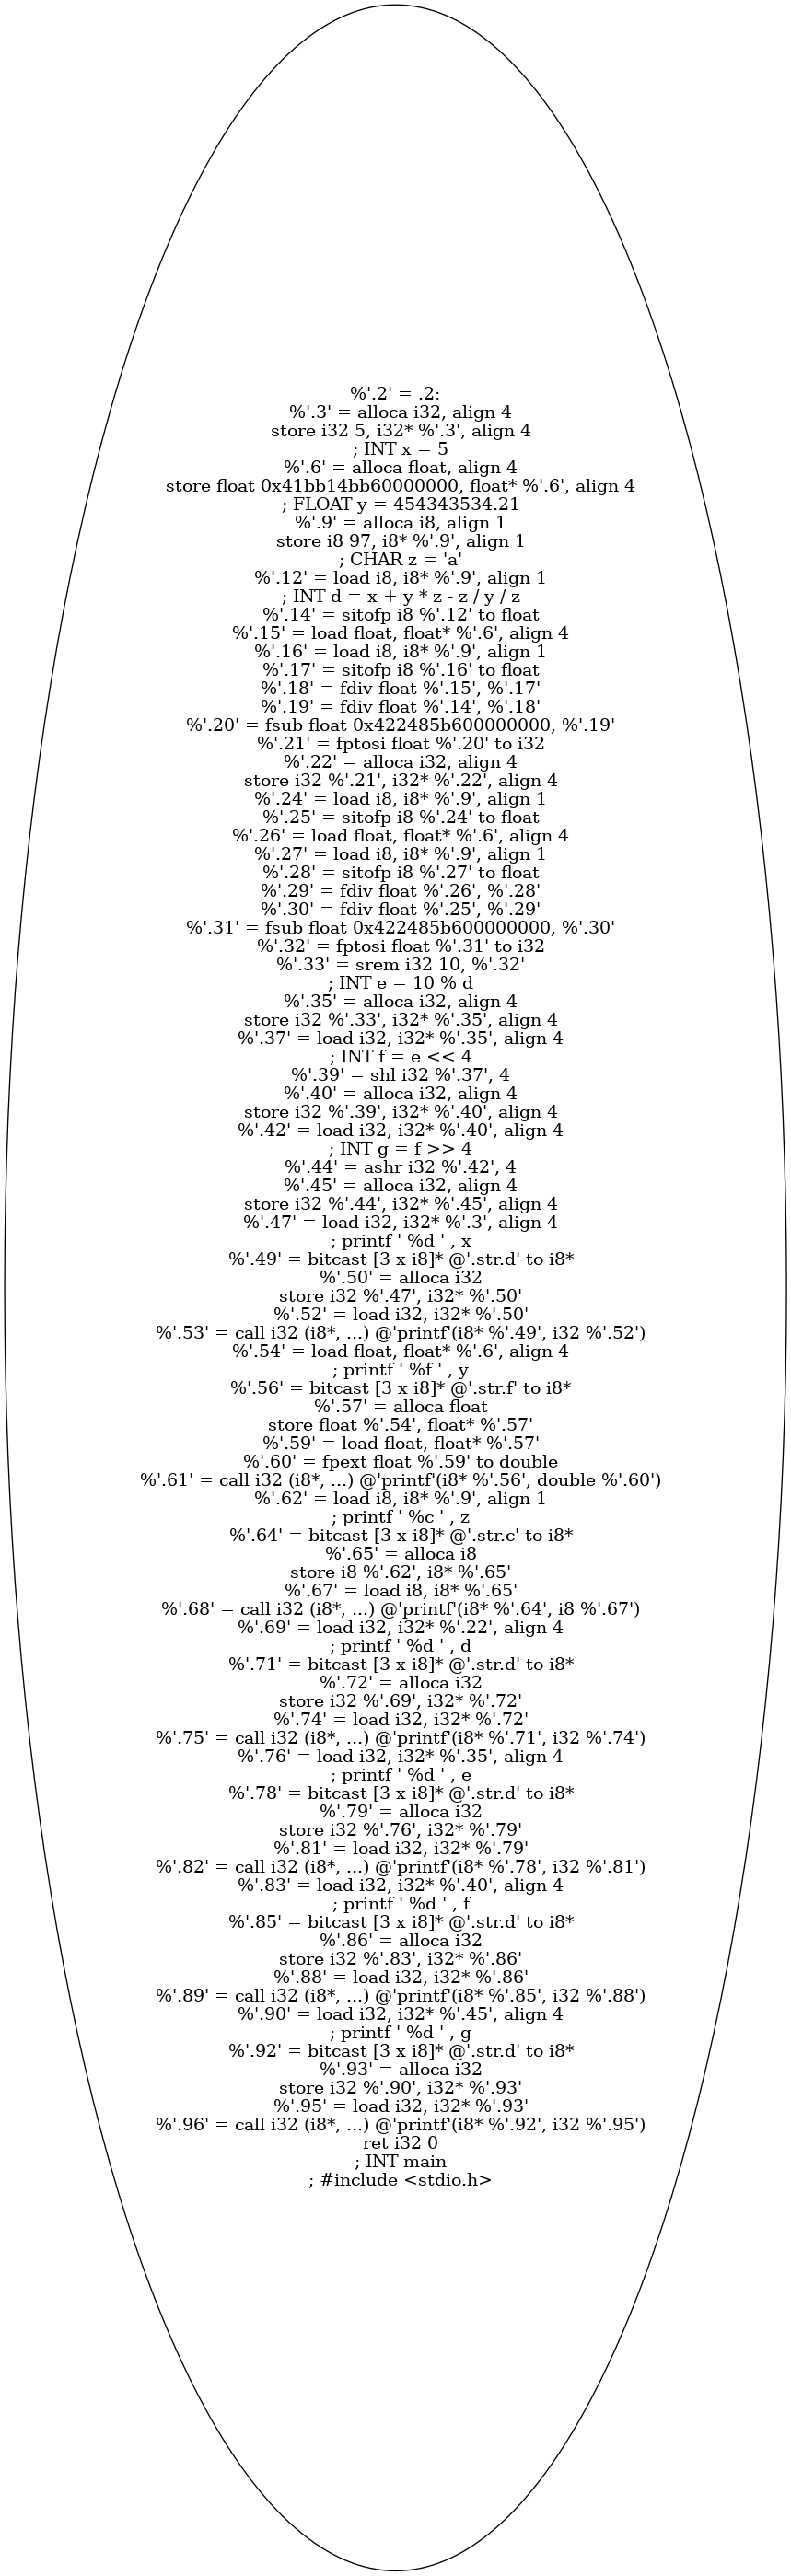 %'.2' = .2:
%'.3' = alloca i32, align 4
store i32 5, i32* %'.3', align 4
; INT x = 5
%'.6' = alloca float, align 4
store float 0x41bb14bb60000000, float* %'.6', align 4
; FLOAT y = 454343534.21
%'.9' = alloca i8, align 1
store i8 97, i8* %'.9', align 1
; CHAR z = 'a'
%'.12' = load i8, i8* %'.9', align 1
; INT d = x + y * z - z / y / z
%'.14' = sitofp i8 %'.12' to float
%'.15' = load float, float* %'.6', align 4
%'.16' = load i8, i8* %'.9', align 1
%'.17' = sitofp i8 %'.16' to float
%'.18' = fdiv float %'.15', %'.17'
%'.19' = fdiv float %'.14', %'.18'
%'.20' = fsub float 0x422485b600000000, %'.19'
%'.21' = fptosi float %'.20' to i32
%'.22' = alloca i32, align 4
store i32 %'.21', i32* %'.22', align 4
%'.24' = load i8, i8* %'.9', align 1
%'.25' = sitofp i8 %'.24' to float
%'.26' = load float, float* %'.6', align 4
%'.27' = load i8, i8* %'.9', align 1
%'.28' = sitofp i8 %'.27' to float
%'.29' = fdiv float %'.26', %'.28'
%'.30' = fdiv float %'.25', %'.29'
%'.31' = fsub float 0x422485b600000000, %'.30'
%'.32' = fptosi float %'.31' to i32
%'.33' = srem i32 10, %'.32'
; INT e = 10 % d
%'.35' = alloca i32, align 4
store i32 %'.33', i32* %'.35', align 4
%'.37' = load i32, i32* %'.35', align 4
; INT f = e << 4
%'.39' = shl i32 %'.37', 4
%'.40' = alloca i32, align 4
store i32 %'.39', i32* %'.40', align 4
%'.42' = load i32, i32* %'.40', align 4
; INT g = f >> 4
%'.44' = ashr i32 %'.42', 4
%'.45' = alloca i32, align 4
store i32 %'.44', i32* %'.45', align 4
%'.47' = load i32, i32* %'.3', align 4
; printf ' %d ' , x
%'.49' = bitcast [3 x i8]* @'.str.d' to i8*
%'.50' = alloca i32
store i32 %'.47', i32* %'.50'
%'.52' = load i32, i32* %'.50'
%'.53' = call i32 (i8*, ...) @'printf'(i8* %'.49', i32 %'.52')
%'.54' = load float, float* %'.6', align 4
; printf ' %f ' , y
%'.56' = bitcast [3 x i8]* @'.str.f' to i8*
%'.57' = alloca float
store float %'.54', float* %'.57'
%'.59' = load float, float* %'.57'
%'.60' = fpext float %'.59' to double
%'.61' = call i32 (i8*, ...) @'printf'(i8* %'.56', double %'.60')
%'.62' = load i8, i8* %'.9', align 1
; printf ' %c ' , z
%'.64' = bitcast [3 x i8]* @'.str.c' to i8*
%'.65' = alloca i8
store i8 %'.62', i8* %'.65'
%'.67' = load i8, i8* %'.65'
%'.68' = call i32 (i8*, ...) @'printf'(i8* %'.64', i8 %'.67')
%'.69' = load i32, i32* %'.22', align 4
; printf ' %d ' , d
%'.71' = bitcast [3 x i8]* @'.str.d' to i8*
%'.72' = alloca i32
store i32 %'.69', i32* %'.72'
%'.74' = load i32, i32* %'.72'
%'.75' = call i32 (i8*, ...) @'printf'(i8* %'.71', i32 %'.74')
%'.76' = load i32, i32* %'.35', align 4
; printf ' %d ' , e
%'.78' = bitcast [3 x i8]* @'.str.d' to i8*
%'.79' = alloca i32
store i32 %'.76', i32* %'.79'
%'.81' = load i32, i32* %'.79'
%'.82' = call i32 (i8*, ...) @'printf'(i8* %'.78', i32 %'.81')
%'.83' = load i32, i32* %'.40', align 4
; printf ' %d ' , f
%'.85' = bitcast [3 x i8]* @'.str.d' to i8*
%'.86' = alloca i32
store i32 %'.83', i32* %'.86'
%'.88' = load i32, i32* %'.86'
%'.89' = call i32 (i8*, ...) @'printf'(i8* %'.85', i32 %'.88')
%'.90' = load i32, i32* %'.45', align 4
; printf ' %d ' , g
%'.92' = bitcast [3 x i8]* @'.str.d' to i8*
%'.93' = alloca i32
store i32 %'.90', i32* %'.93'
%'.95' = load i32, i32* %'.93'
%'.96' = call i32 (i8*, ...) @'printf'(i8* %'.92', i32 %'.95')
ret i32 0
; INT main
; #include <stdio.h>